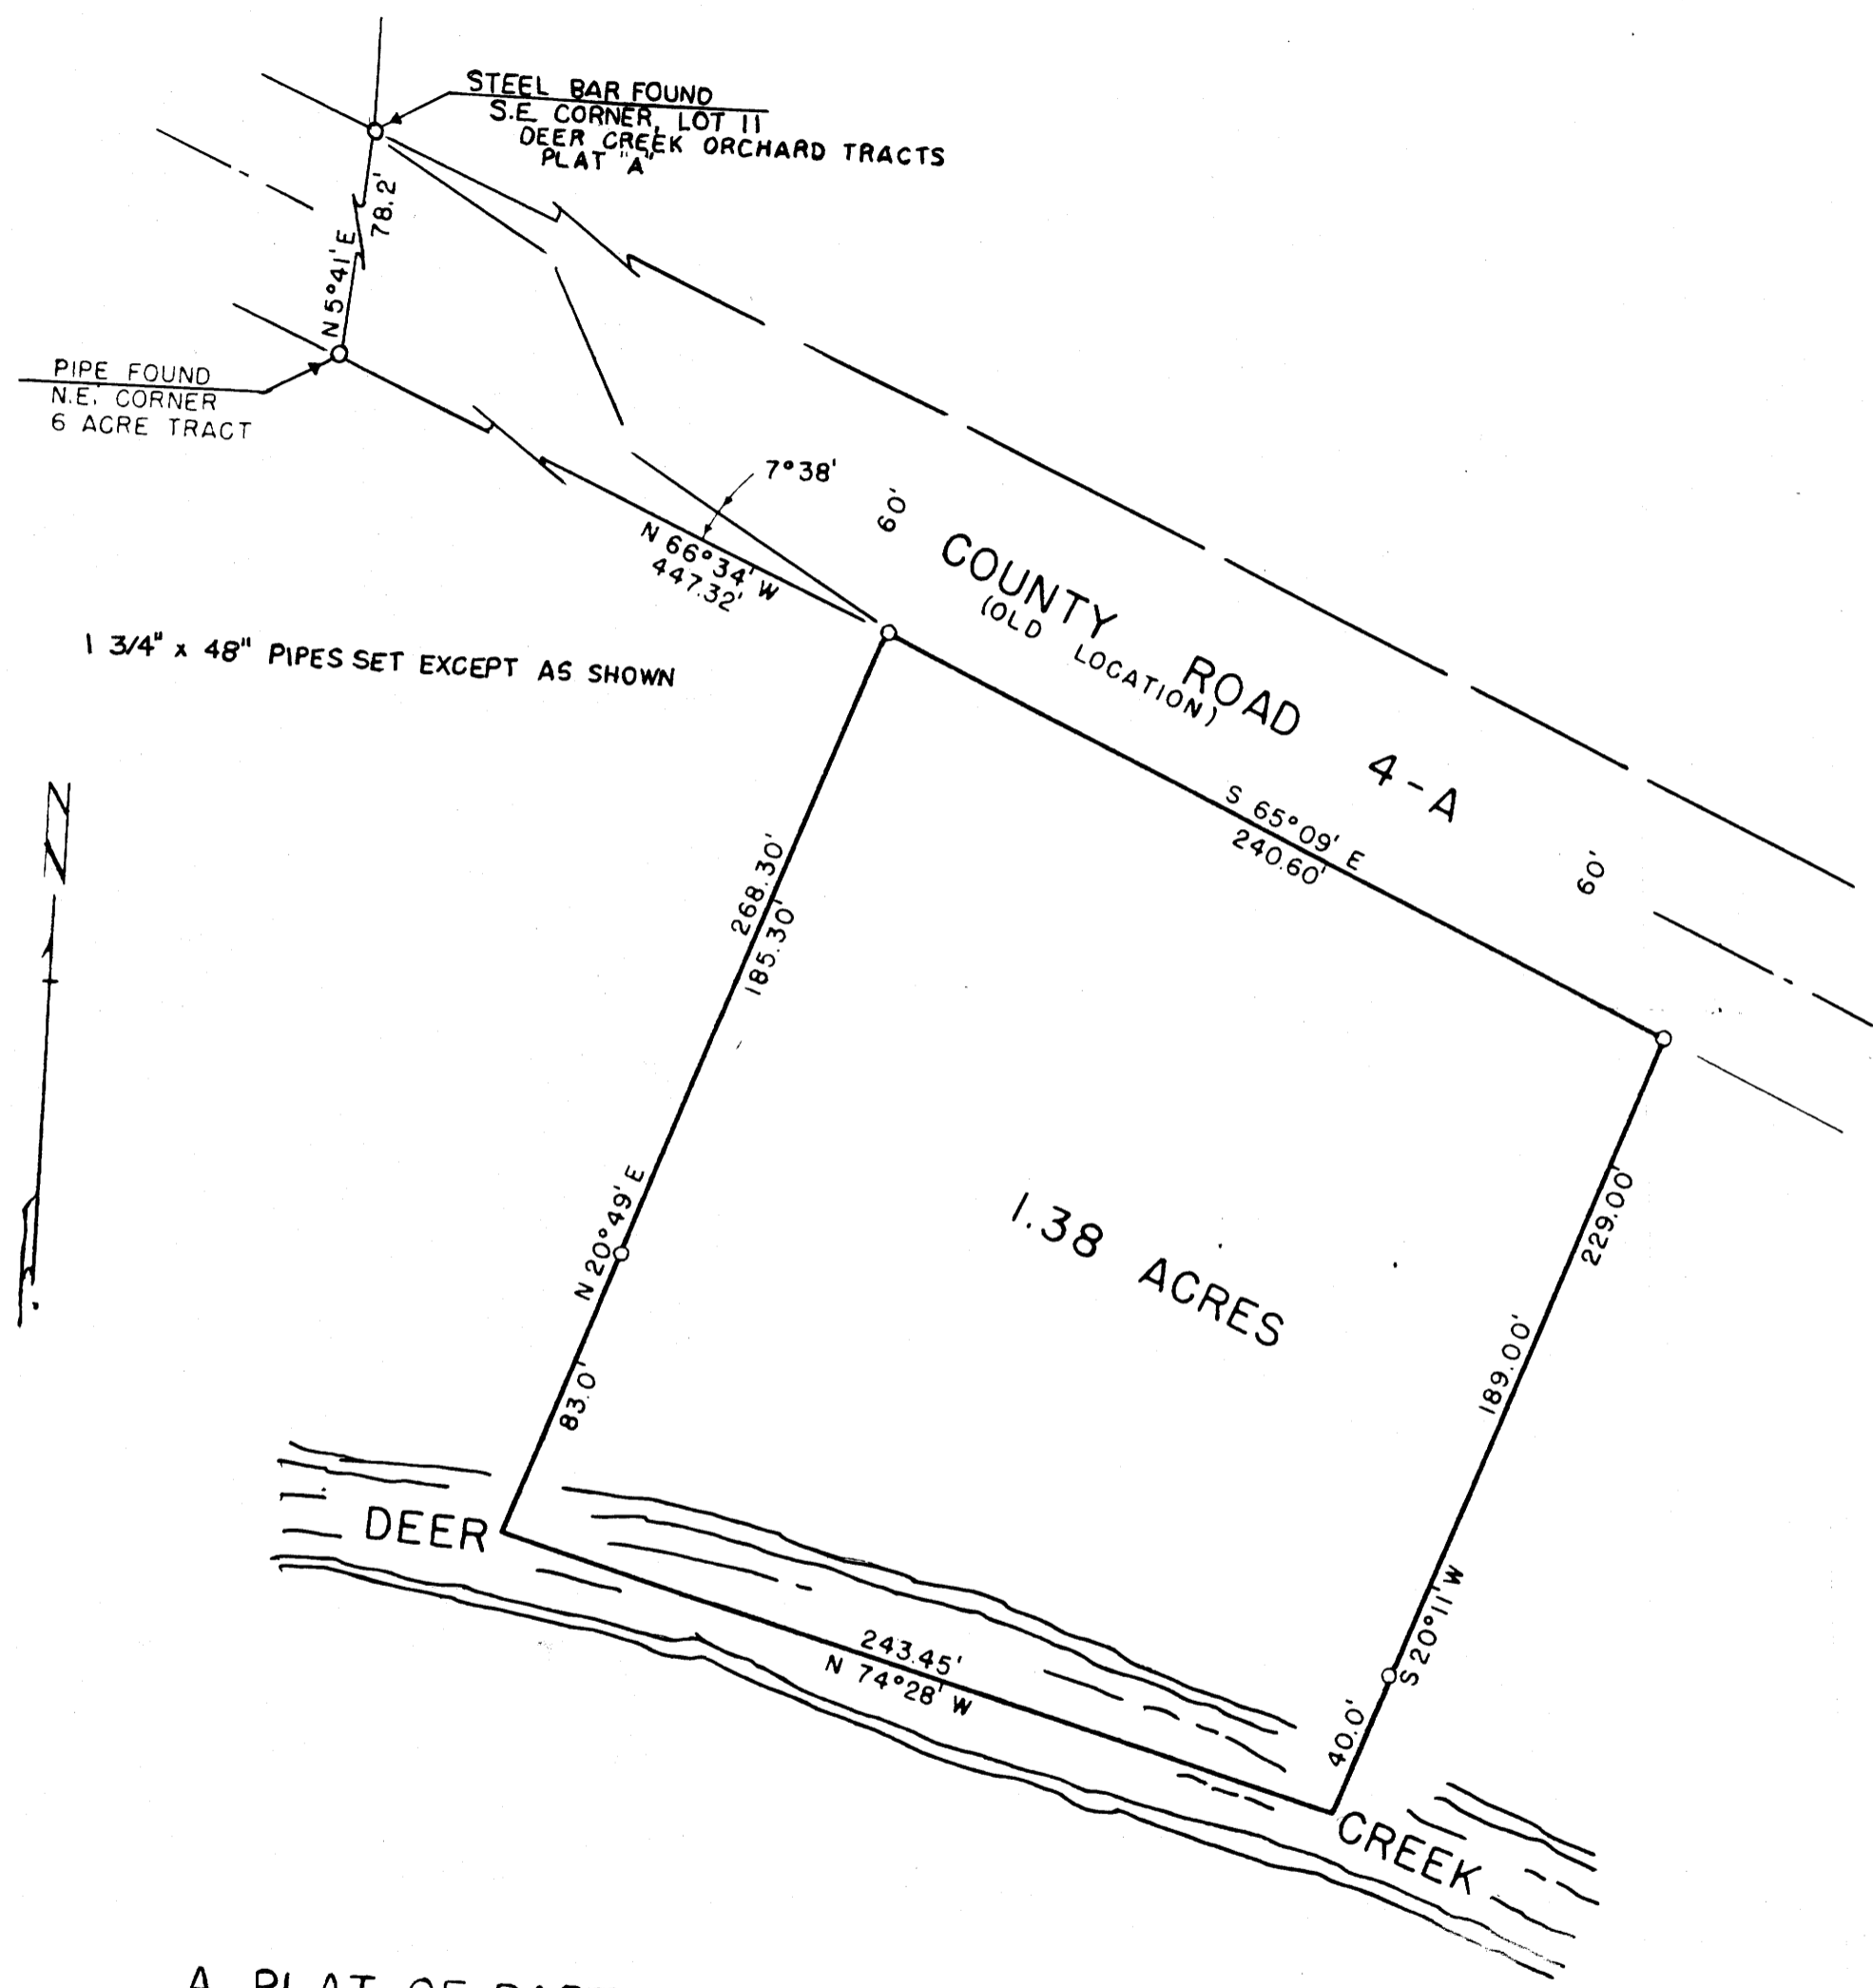 STEEL BAR FOUND
S.E. CORNER, LOT 11
DEER CREEK ORCHARD TRACTS
PLAT "A"
N 5°41' E
78.2'
PIPE FOUND
N.E. CORNER
6 ACRE TRACT
7°38'
N 66°34' W
447.32'
60'
COUNTY ROAD 4-A
(OLD LOCATION)
1 3/4" x 48" PIPES SET EXCEPT AS SHOWN
N
S 65°09' E
240.60'
60'
268.30'
185.30'
N 20°49' E
83.0'
1.38 ACRES
229.00'
189.00'
S 20°11' W
40.0'
DEER CREEK
243.45'
N 74°28' W
A PLAT OF